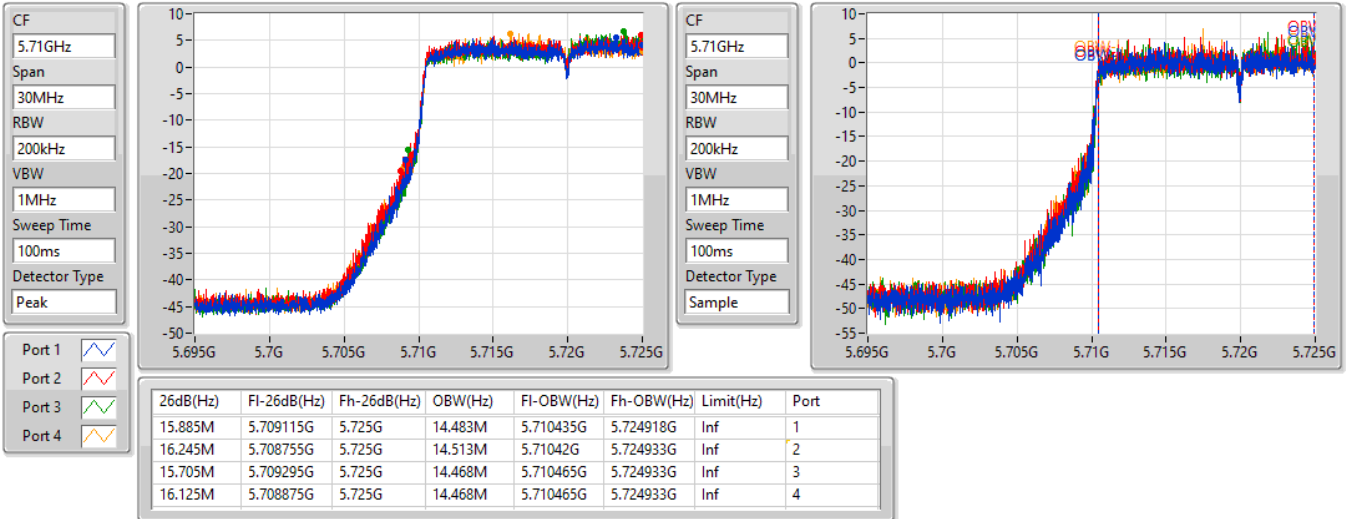 CF
5.71GHz
Span
30MHz
RBW
200kHz
VBW
1MHz
Sweep Time
100ms
Detector Type
Peak
10
5
0
-5
-10
-15
-20
-25
-30
-35
-40
-45
-50
5.695G 5.7G 5.705G 5.71G 5.715G 5.72G 5.725G
CF
5.71GHz
Span
30MHz
RBW
200kHz
VBW
1MHz
Sweep Time
100ms
Detector Type
Sample
10
5
0
-5
-10
-15
-20
-25
-30
-35
-40
-45
-50
-55
5.695G 5.7G 5.705G 5.71G 5.715G 5.72G 5.725G
Port 1
Port 2
Port 3
Port 4
26dB(Hz) Fl-26dB(Hz) Fh-26dB(Hz) OBW(Hz) Fl-OBW(Hz) Fh-OBW(Hz) Limit(Hz) Port
15.885M 5.709115G 5.725G 14.483M 5.710435G 5.724918G Inf 1
16.245M 5.708755G 5.725G 14.513M 5.71042G 5.724933G Inf 2
15.705M 5.709295G 5.725G 14.468M 5.710465G 5.724933G Inf 3
16.125M 5.708875G 5.725G 14.468M 5.710465G 5.724933G Inf 4